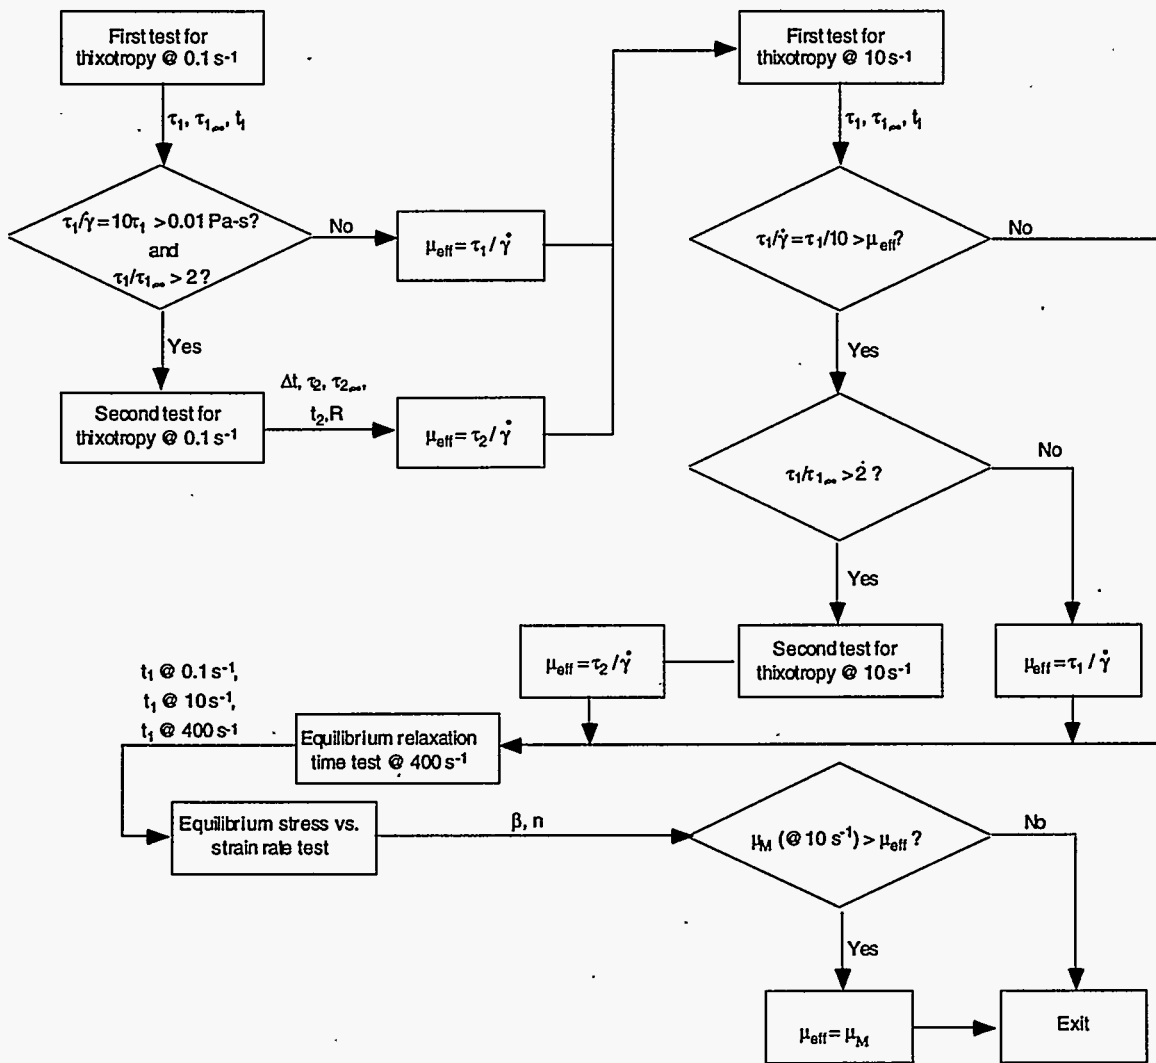 First test for
thixotropy @ 0.1 s⁻¹
τ₁, τ₁∞, t₁
τ₁/γ̇ = 10τ₁ > 0.01 Pa-s?
and
τ₁/τ₁∞ > 2 ?
No
μeff = τ₁ / γ̇
Yes
Second test for
thixotropy @ 0.1 s⁻¹
Δt, τ₂, τ₂∞,
t₂,R
μeff = τ₂ / γ̇
First test for
thixotropy @ 10 s⁻¹
τ₁, τ₁∞, t₁
τ₁/γ̇ = τ₁/10 > μeff?
No
Yes
τ₁/τ₁∞ > 2 ?
No
Yes
Second test for
thixotropy @ 10 s⁻¹
μeff = τ₂ / γ̇
μeff = τ₁ / γ̇
Equilibrium relaxation
time test @ 400 s⁻¹
t₁ @ 0.1 s⁻¹,
t₁ @ 10 s⁻¹,
t₁ @ 400 s⁻¹
Equilibrium stress vs.
strain rate test
β, n
μM (@ 10 s⁻¹) > μeff ?
No
Yes
μeff = μM
Exit